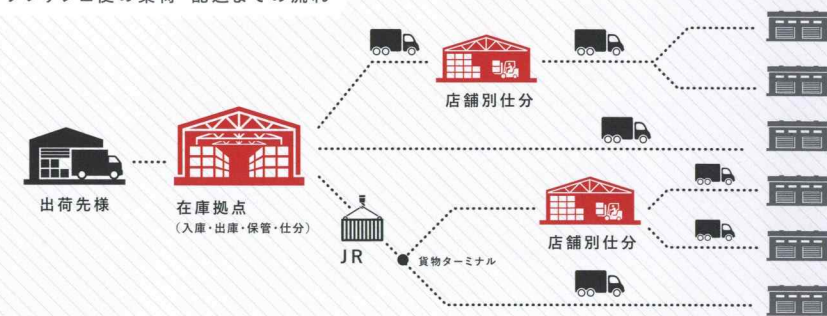 店舗別仕分
出荷先様
在庫拠点
（入庫・出庫・保管・仕分）
JR
貨物ターミナル
店舗別仕分